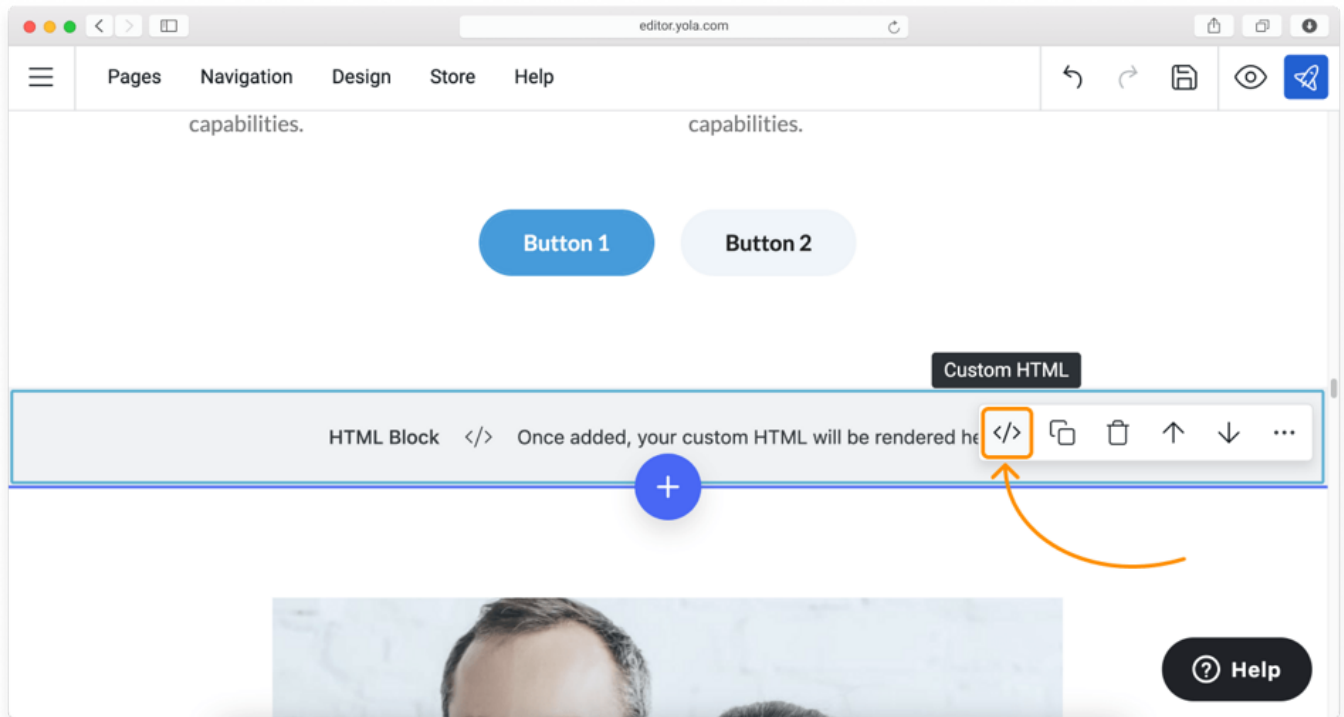 editor.yola.com
Pages Navigation Design Store Help
capabilities. capabilities.
Button 1 Button 2
Custom HTML
HTML Block </> Once added, your custom HTML will be rendered he </>
Help